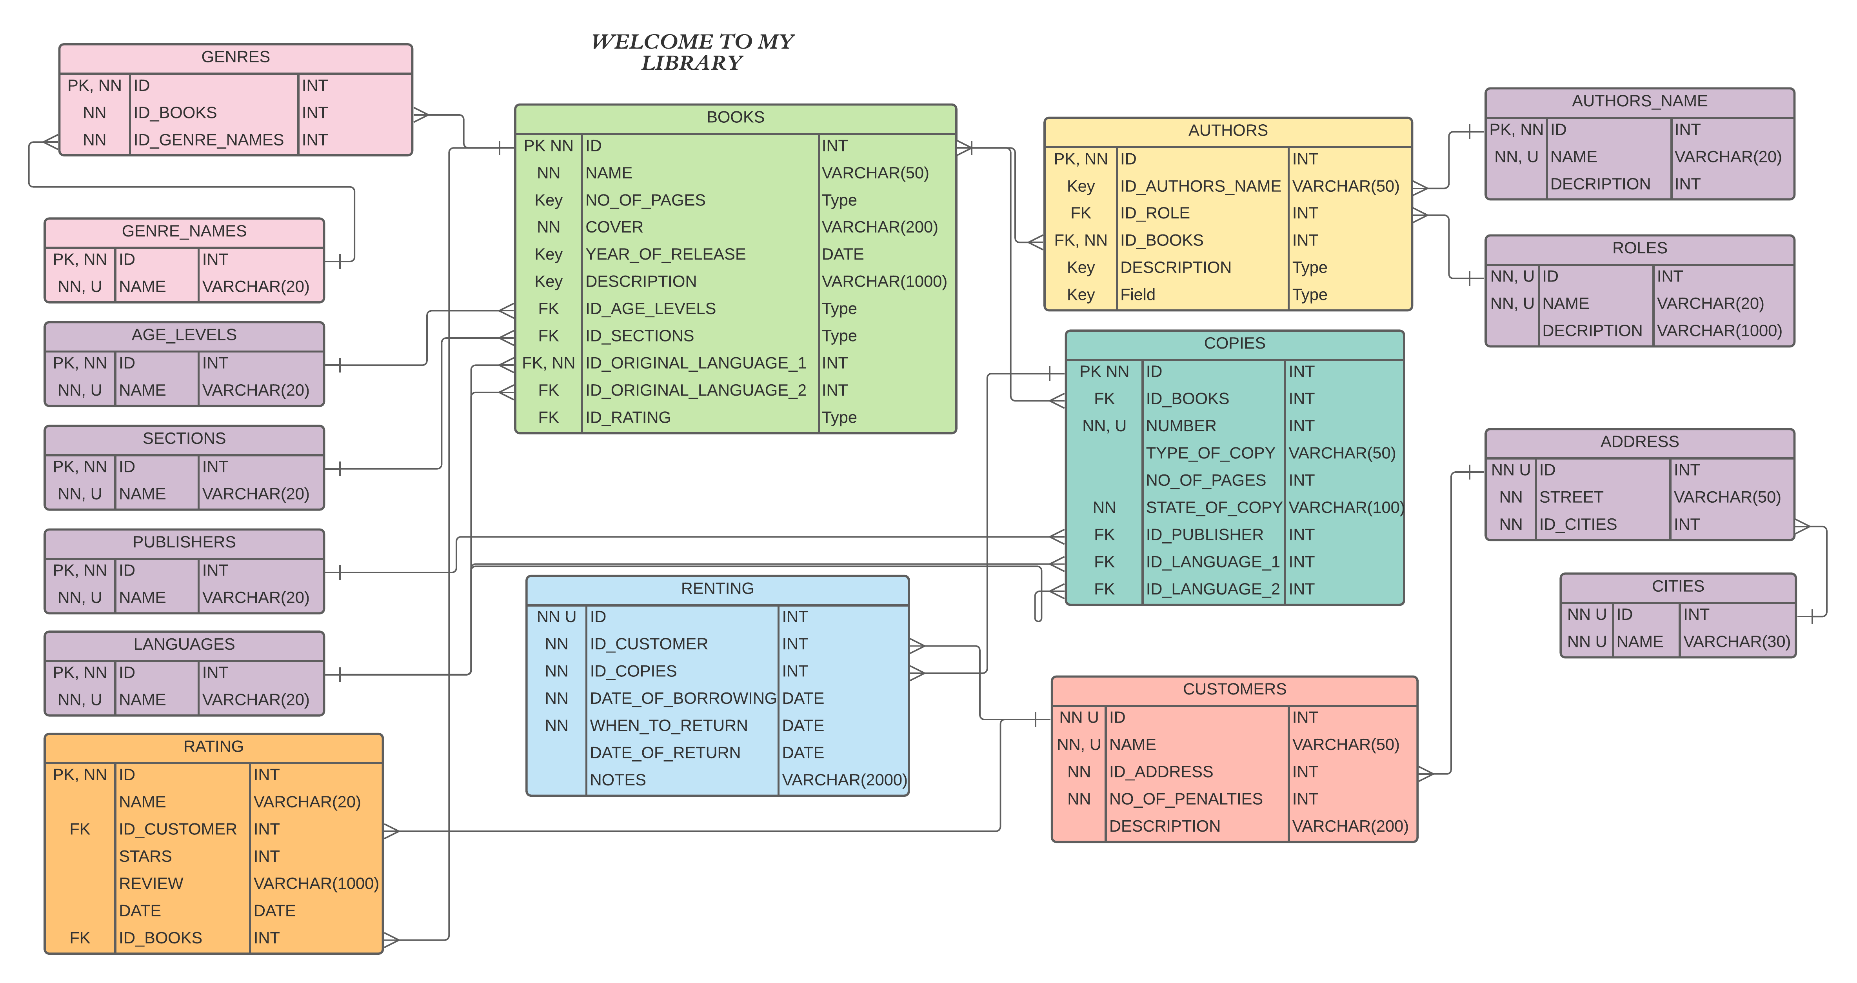 WELCOME TO MY
LIBRARY
GENRES
PK, NN ID INT
NN ID_BOOKS INT
NN ID_GENRE_NAMES INT
GENRE_NAMES
PK, NN ID INT
NN, U NAME VARCHAR(20)
AGE_LEVELS
PK, NN ID INT
NN, U NAME VARCHAR(20)
SECTIONS
PK, NN ID INT
NN, U NAME VARCHAR(20)
PUBLISHERS
PK, NN ID INT
NN, U NAME VARCHAR(20)
LANGUAGES
PK, NN ID INT
NN, U NAME VARCHAR(20)
RATING
PK, NN ID INT
NAME VARCHAR(20)
FK ID_CUSTOMER INT
STARS INT
REVIEW VARCHAR(1000)
DATE DATE
FK ID_BOOKS INT
BOOKS
PK NN ID INT
NN NAME VARCHAR(50)
Key NO_OF_PAGES Type
NN COVER VARCHAR(200)
Key YEAR_OF_RELEASE DATE
Key DESCRIPTION VARCHAR(1000)
FK ID_AGE_LEVELS Type
FK ID_SECTIONS Type
FK, NN ID_ORIGINAL_LANGUAGE_1 INT
FK ID_ORIGINAL_LANGUAGE_2 INT
FK ID_RATING Type
RENTING
NN U ID INT
NN ID_CUSTOMER INT
NN ID_COPIES INT
NN DATE_OF_BORROWING DATE
NN WHEN_TO_RETURN DATE
DATE_OF_RETURN DATE
NOTES VARCHAR(2000)
AUTHORS
PK, NN ID INT
Key ID_AUTHORS_NAME VARCHAR(50)
FK ID_ROLE INT
FK, NN ID_BOOKS INT
Key DESCRIPTION Type
Key Field Type
COPIES
PK NN ID INT
FK ID_BOOKS INT
NN, U NUMBER INT
TYPE_OF_COPY VARCHAR(50)
NO_OF_PAGES INT
NN STATE_OF_COPY VARCHAR(100)
FK ID_PUBLISHER INT
FK ID_LANGUAGE_1 INT
FK ID_LANGUAGE_2 INT
CUSTOMERS
NN U ID INT
NN, U NAME VARCHAR(50)
NN ID_ADDRESS INT
NN NO_OF_PENALTIES INT
DESCRIPTION VARCHAR(200)
AUTHORS_NAME
PK, NN ID INT
NN, U NAME VARCHAR(20)
DECRIPTION INT
ROLES
NN, U ID INT
NN, U NAME VARCHAR(20)
DECRIPTION VARCHAR(1000)
ADDRESS
NN U ID INT
NN STREET VARCHAR(50)
NN ID_CITIES INT
CITIES
NN U ID INT
NN U NAME VARCHAR(30)